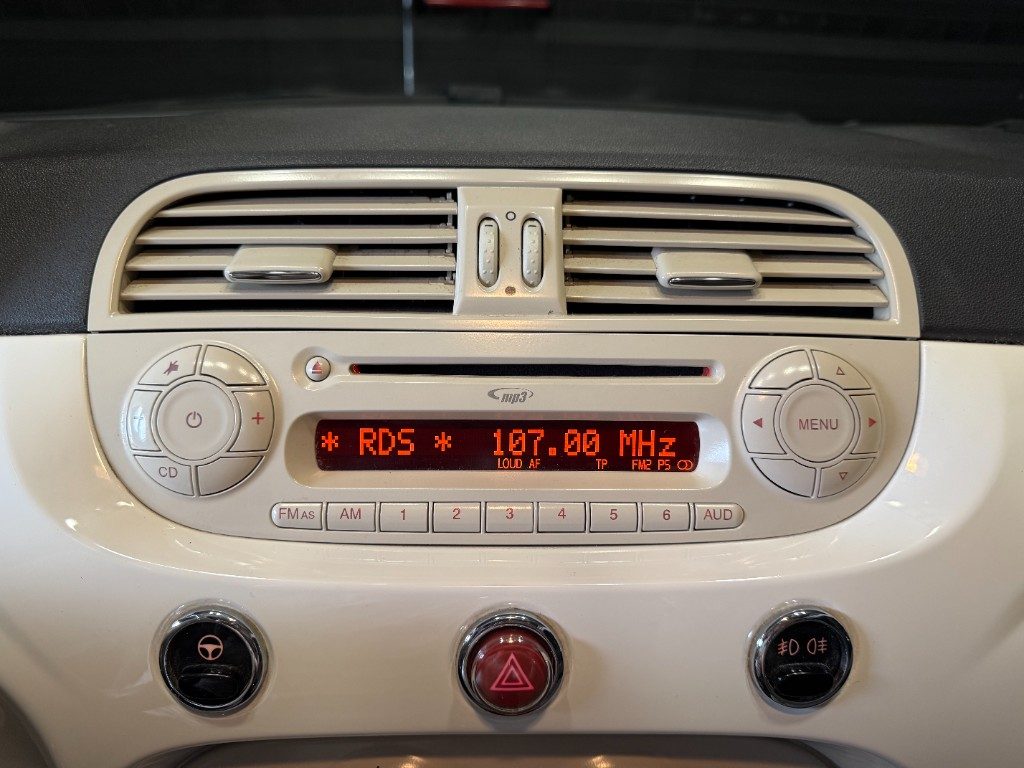 mp3
* RDS * 107.00 MHz
LOUD AF TP FM2 P5
+
CD
MENU
FM AS AM 1 2 3 4 5 6 AUD